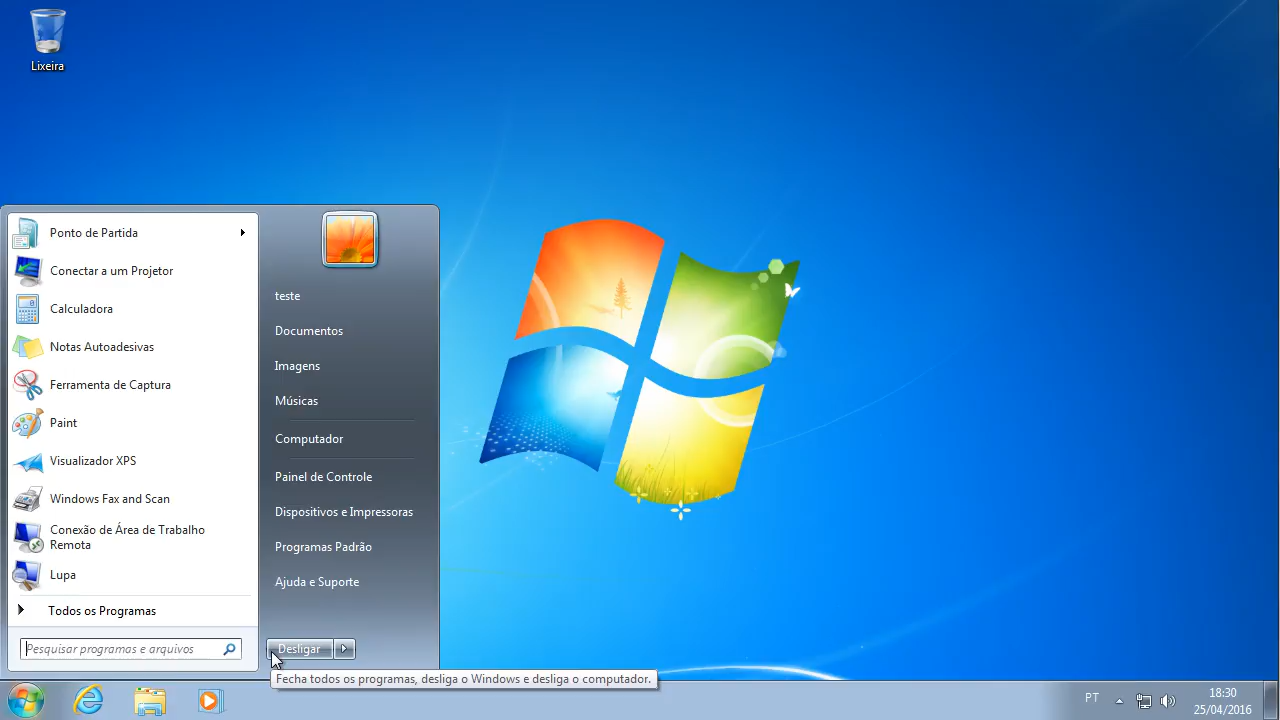 Lixeira
Ponto de Partida
Conectar a um Projetor
Calculadora
Notas Autoadesivas
Ferramenta de Captura
Paint
Visualizador XPS
Windows Fax and Scan
Conexão de Área de Trabalho
Remota
Lupa
Todos os Programas
Pesquisar programas e arquivos
teste
Documentos
Imagens
Músicas
Computador
Painel de Controle
Dispositivos e Impressoras
Programas Padrão
Ajuda e Suporte
Desligar
Fecha todos os programas, desliga o Windows e desliga o computador.
PT
18:30
25/04/2016